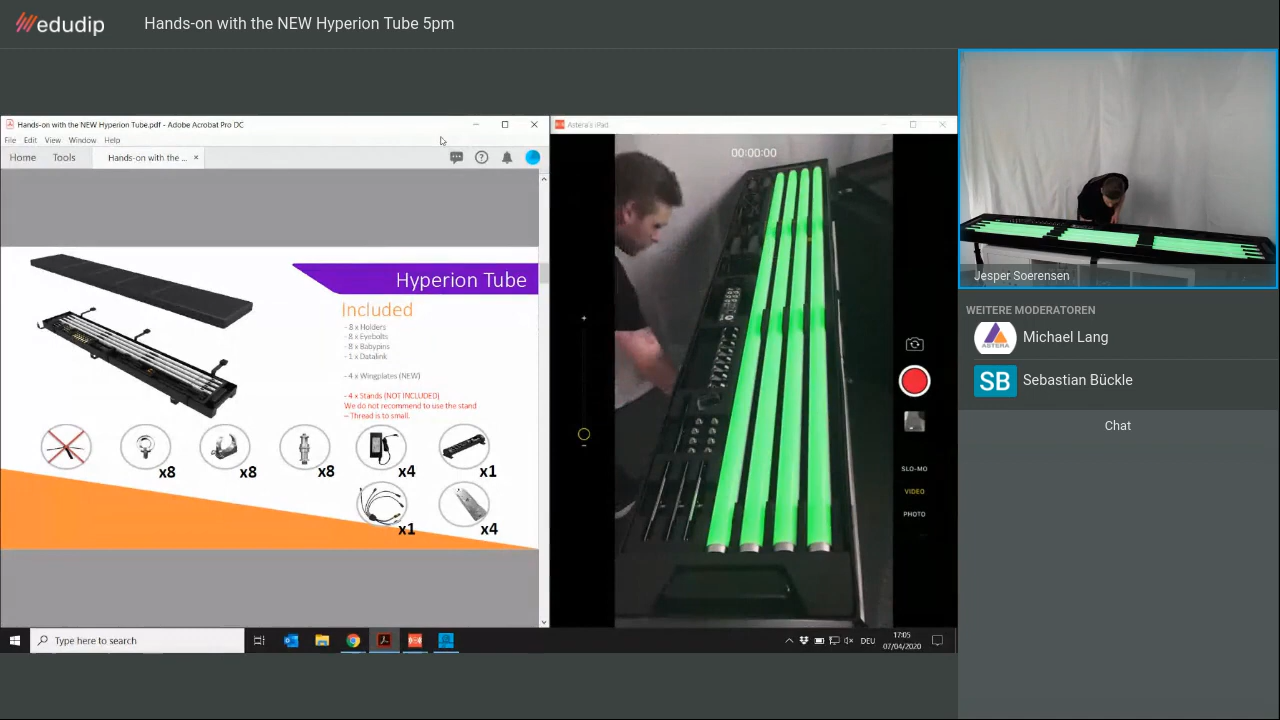 edudip
Hands-on with the NEW Hyperion Tube 5pm
Hands-on with the NEW Hyperion Tube.pdf - Adobe Acrobat Pro DC
File Edit View Window Help
Home Tools Hands-on with the ... ×
Hyperion Tube
Included
- 8 x Holders
- 8 x Eyebolts
- 8 x Babypins
- 1 x Datalink
- 4 x Wingplates (NEW)
- 4 x Stands (NOT INCLUDED)
We do not recommend to use the stand
– Thread is to small.
x8
x8
x8
x4
x1
x1
x4
Astera's iPad
00:00:00
SLO-MO
VIDEO
PHOTO
Type here to search
DEU
17:05
07/04/2020
Jesper Soerensen
WEITERE MODERATOREN
ASTERA
Michael Lang
SB
Sebastian Bückle
Chat